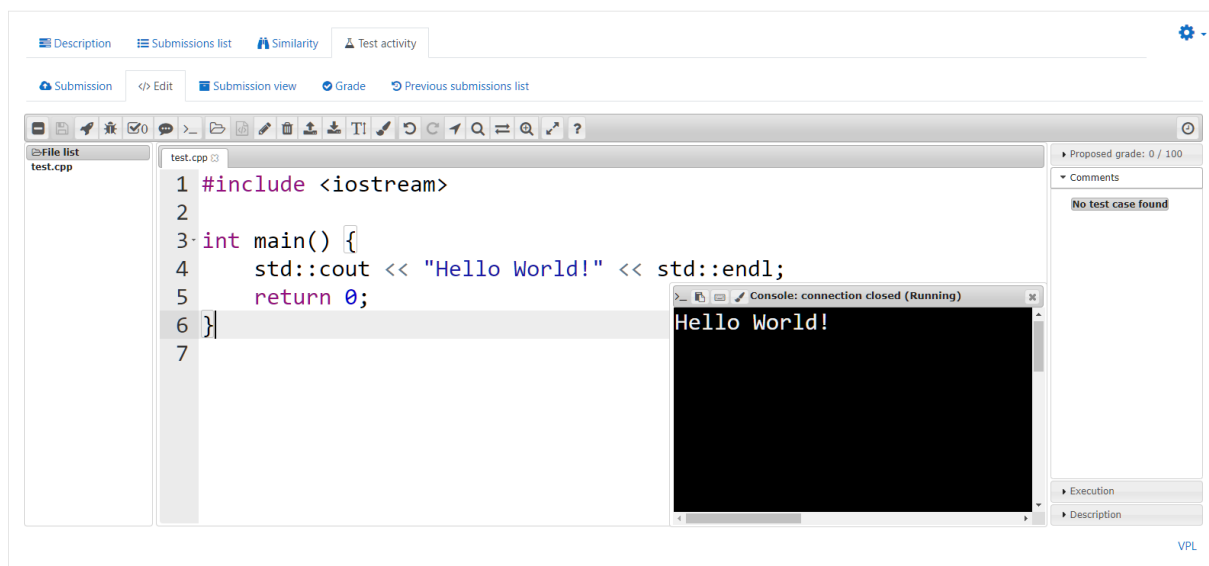 Description Submissions list Similarity Test activity
Submission </> Edit Submission view Grade Previous submissions list
0 >_ TI ?
File list
test.cpp
test.cpp
1 #include <iostream>
2
3 int main() {
4 std::cout << "Hello World!" << std::endl;
5 return 0;
6 }
7
>_ Console: connection closed (Running)
Hello World!
Proposed grade: 0 / 100
Comments
No test case found
Execution
Description
VPL